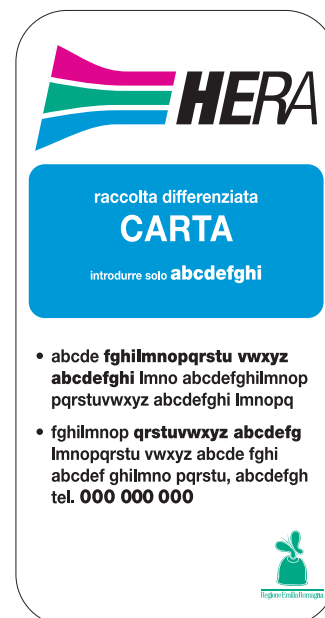 HERA
raccolta differenziata
CARTA
introdurre solo abcdefghi
• abcde fghilmnopqrstu vwxyz
abcdefghi lmno abcdefghilmnop
pqrstuvwxyz abcdefghi lmnopq
• fghilmnop qrstuvwxyz abcdefg
lmnopqrstu vwxyz abcde fghi
abcdef ghilmno pqrstu, abcdefgh
tel. 000 000 000
Regione Emilia Romagna